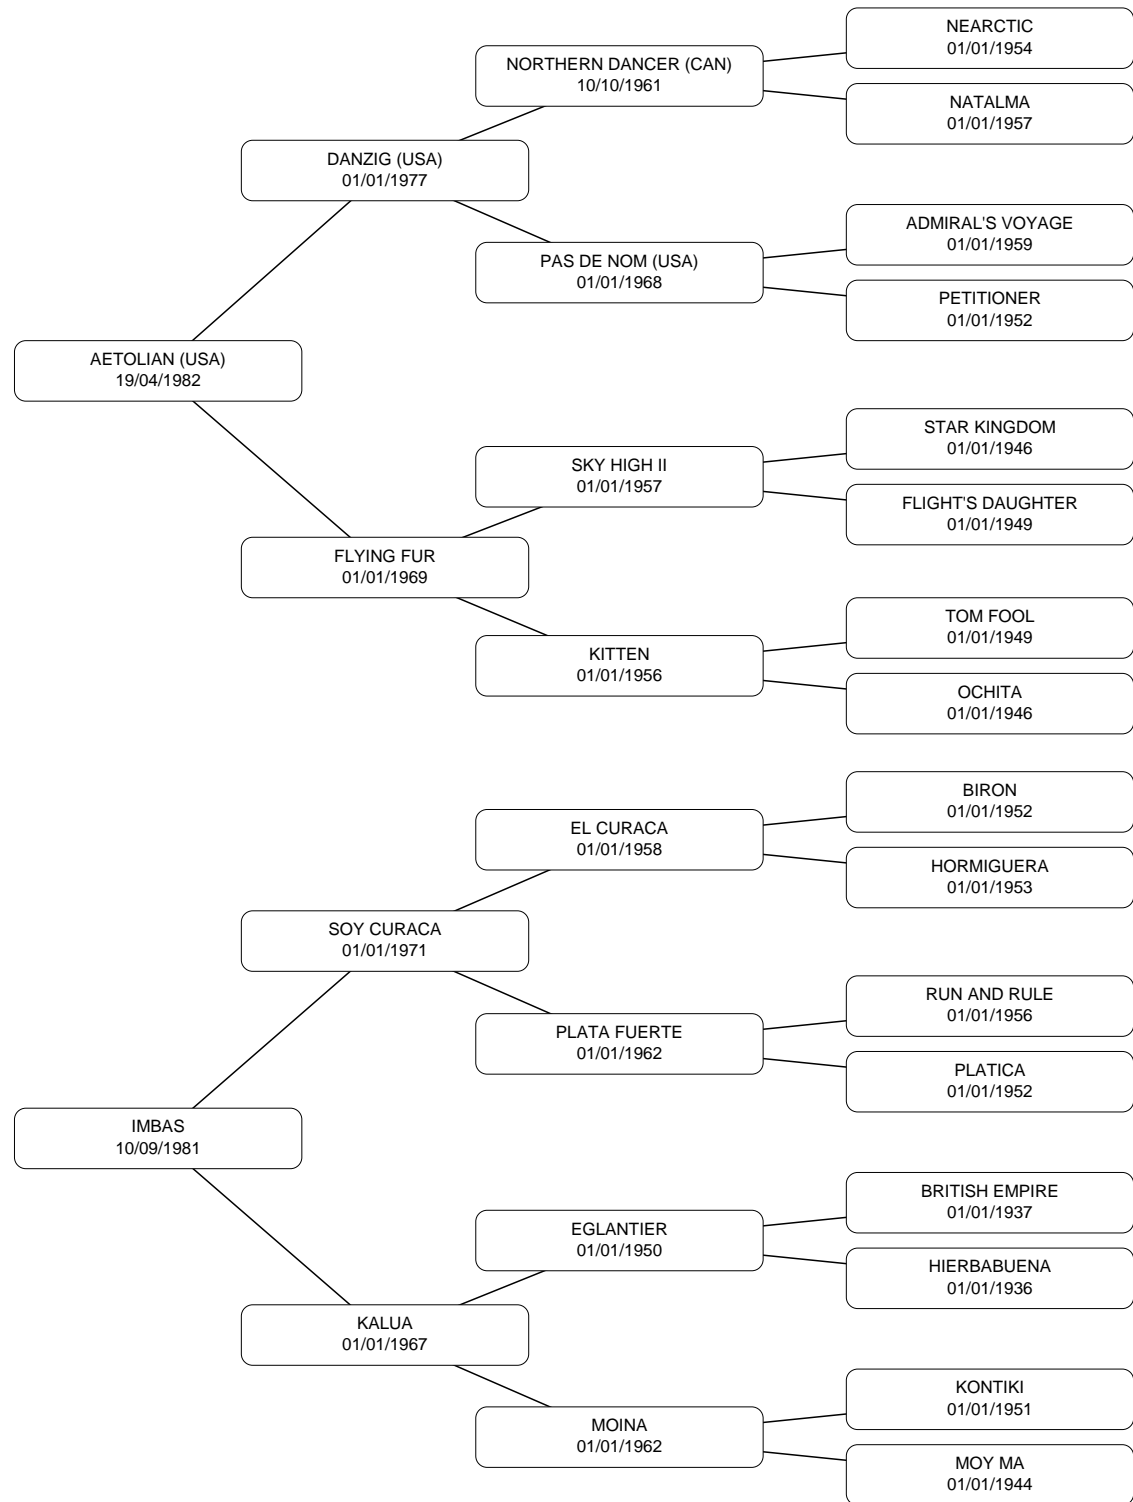 NEARCTIC
01/01/1954
NORTHERN DANCER (CAN)
10/10/1961
NATALMA
01/01/1957
DANZIG (USA)
01/01/1977
ADMIRAL'S VOYAGE
01/01/1959
PAS DE NOM (USA)
01/01/1968
PETITIONER
01/01/1952
AETOLIAN (USA)
19/04/1982
STAR KINGDOM
01/01/1946
SKY HIGH II
01/01/1957
FLIGHT'S DAUGHTER
01/01/1949
FLYING FUR
01/01/1969
TOM FOOL
01/01/1949
KITTEN
01/01/1956
OCHITA
01/01/1946
BIRON
01/01/1952
EL CURACA
01/01/1958
HORMIGUERA
01/01/1953
SOY CURACA
01/01/1971
RUN AND RULE
01/01/1956
PLATA FUERTE
01/01/1962
PLATICA
01/01/1952
IMBAS
10/09/1981
BRITISH EMPIRE
01/01/1937
EGLANTIER
01/01/1950
HIERBABUENA
01/01/1936
KALUA
01/01/1967
KONTIKI
01/01/1951
MOINA
01/01/1962
MOY MA
01/01/1944